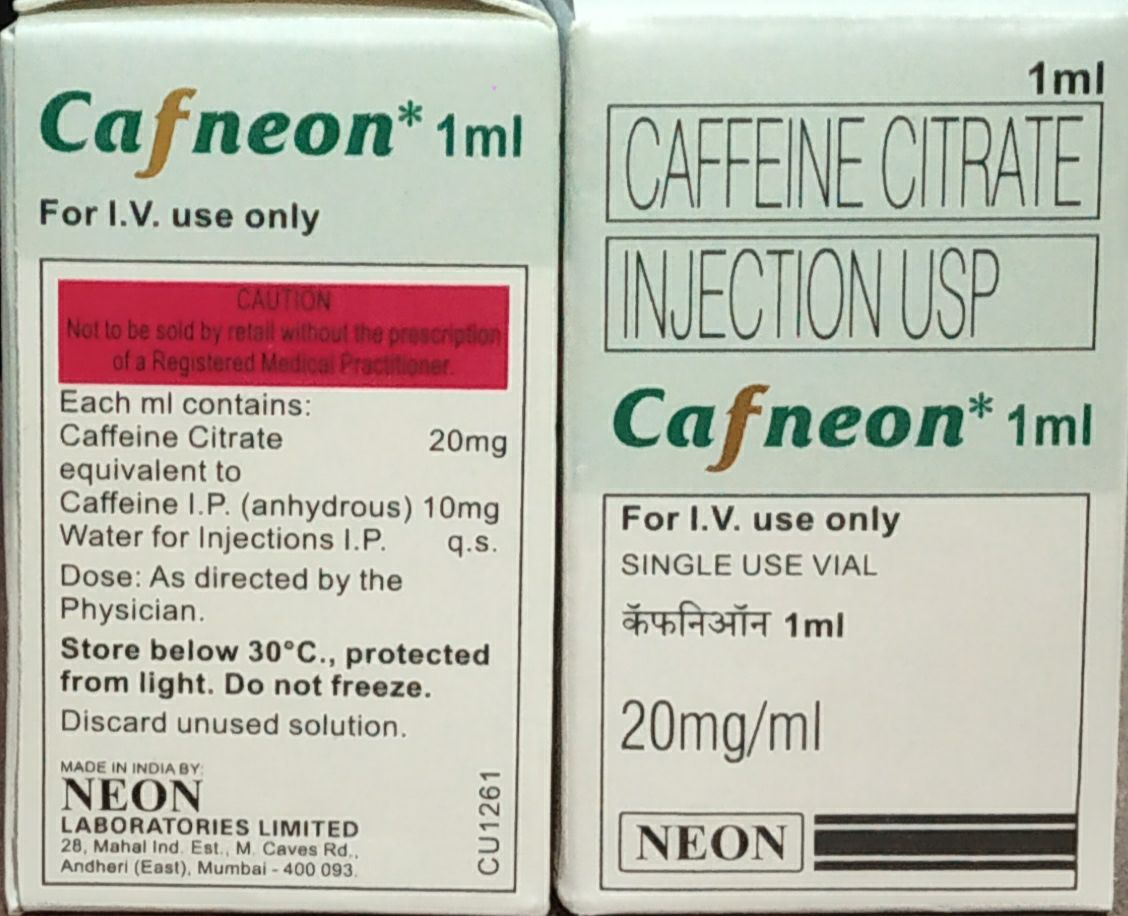 Cafneon* 1ml
For I.V. use only
CAUTION
Not to be sold by retail without the prescription
of a Registered Medical Practitioner.
Each ml contains:
Caffeine Citrate 20mg
equivalent to
Caffeine I.P. (anhydrous) 10mg
Water for Injections I.P. q.s.
Dose: As directed by the
Physician.
Store below 30°C., protected
from light. Do not freeze.
Discard unused solution.
MADE IN INDIA BY:
NEON
LABORATORIES LIMITED
28, Mahal Ind. Est., M. Caves Rd.,
Andheri (East), Mumbai - 400 093.
CU1261
1ml
CAFFEINE CITRATE
INJECTION USP
Cafneon* 1ml
For I.V. use only
SINGLE USE VIAL
कॅफनिऑन 1ml
20mg/ml
NEON